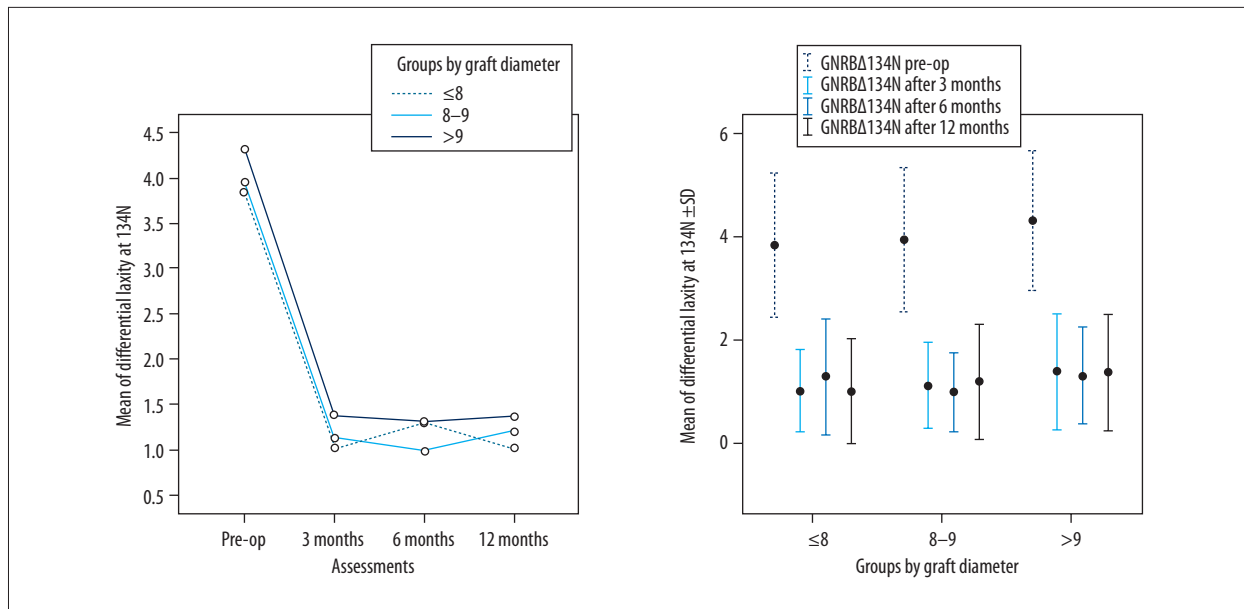 Groups by graft diameter
≤8
8–9
>9
4.5
4.0
3.5
3.0
2.5
2.0
1.5
1.0
0.5
Mean of differential laxity at 134N
Pre-op 3 months 6 months 12 months
Assessments
GNRBΔ134N pre-op
GNRBΔ134N after 3 months
GNRBΔ134N after 6 months
GNRBΔ134N after 12 months
6
4
2
0
Mean of differential laxity at 134N ±SD
≤8 8–9 >9
Groups by graft diameter